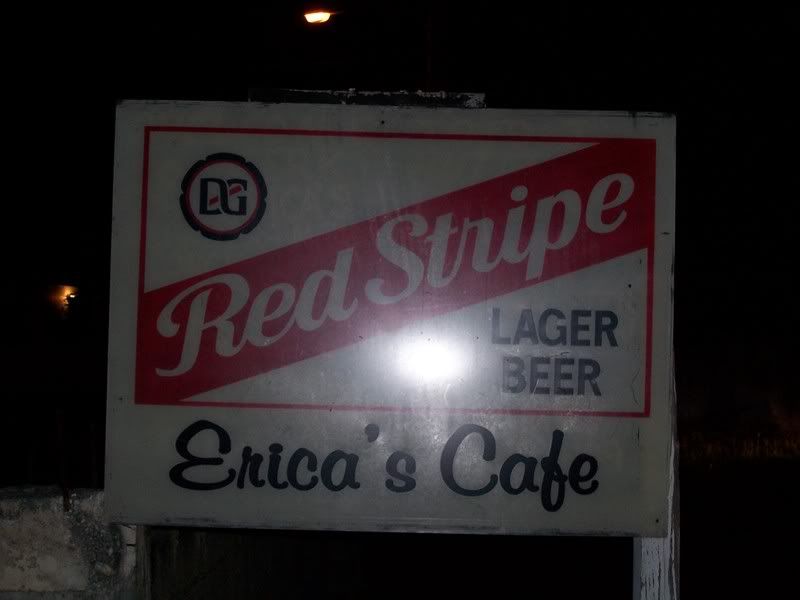 DG
Red Stripe
LAGER
BEER
Erica's Cafe